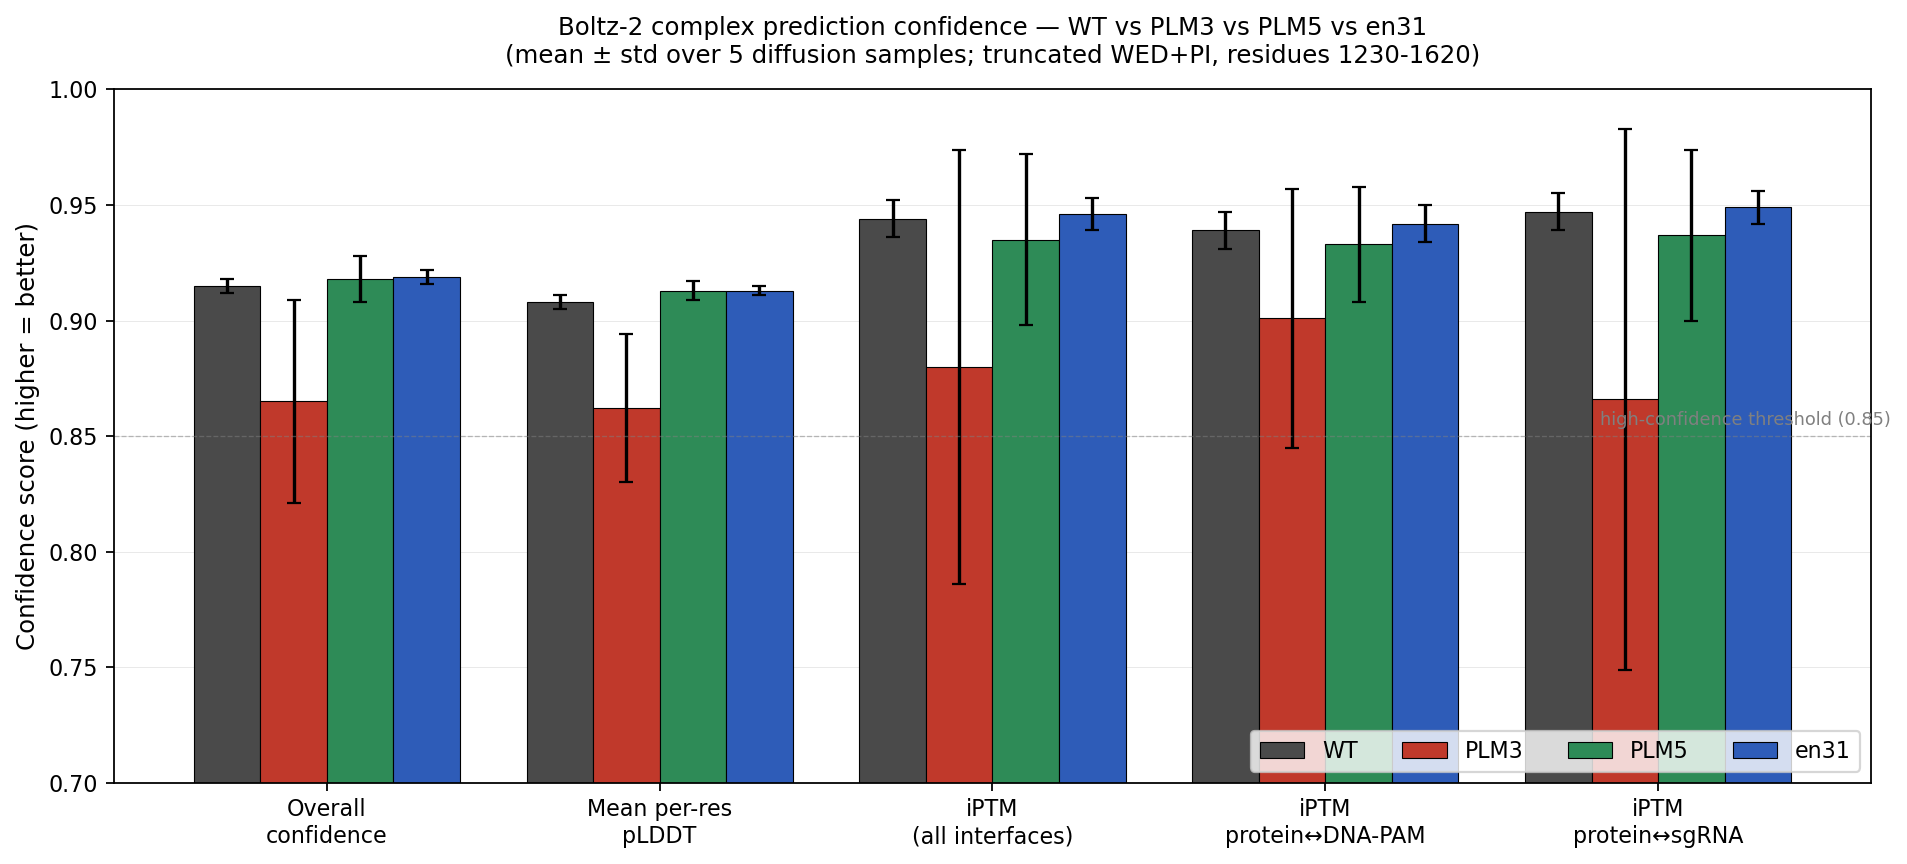 Boltz-2 complex prediction confidence — WT vs PLM3 vs PLM5 vs en31
(mean ± std over 5 diffusion samples; truncated WED+PI, residues 1230-1620)
Confidence score (higher = better)
1.00
0.95
0.90
0.85
0.80
0.75
0.70
high-confidence threshold (0.85)
WT
PLM3
PLM5
en31
Overall
confidence
Mean per-res
pLDDT
iPTM
(all interfaces)
iPTM
protein↔DNA-PAM
iPTM
protein↔sgRNA